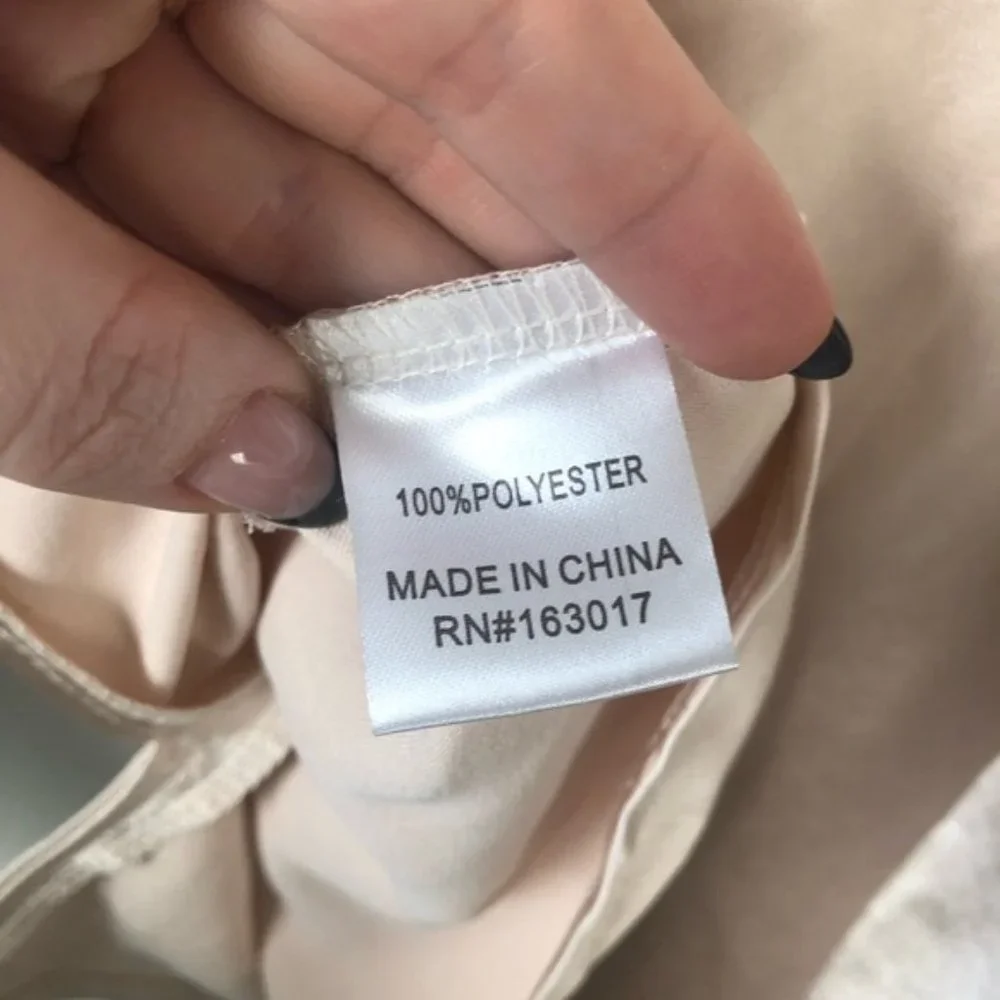 100%POLYESTER
MADE IN CHINA
RN#163017